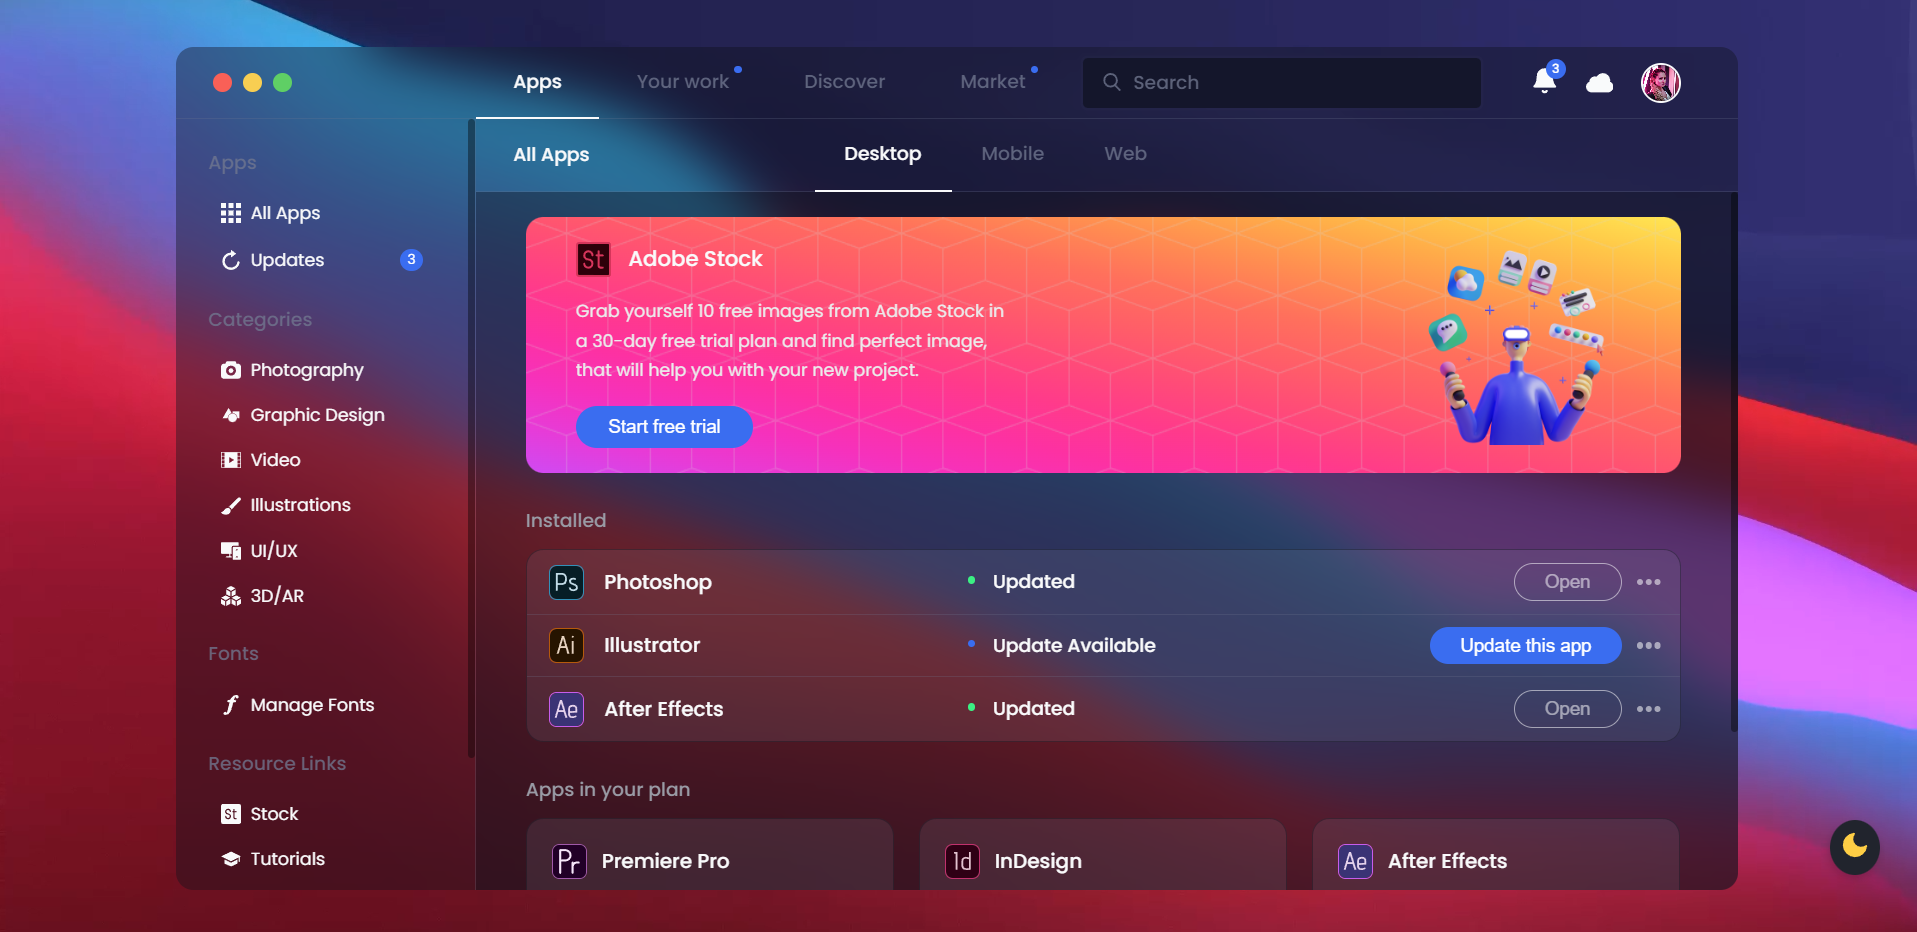 Apps
Your work
Discover
Market
Search
3
Apps
All Apps
Updates
3
Categories
Photography
Graphic Design
Video
Illustrations
UI/UX
3D/AR
Fonts
Manage Fonts
Resource Links
St
Stock
Tutorials
All Apps
Desktop
Mobile
Web
St
Adobe Stock
Grab yourself 10 free images from Adobe Stock in
a 30-day free trial plan and find perfect image,
that will help you with your new project.
Start free trial
Installed
Ps
Photoshop
Updated
Open
Ai
Illustrator
Update Available
Update this app
Ae
After Effects
Updated
Open
Apps in your plan
Pr
Premiere Pro
Id
InDesign
Ae
After Effects